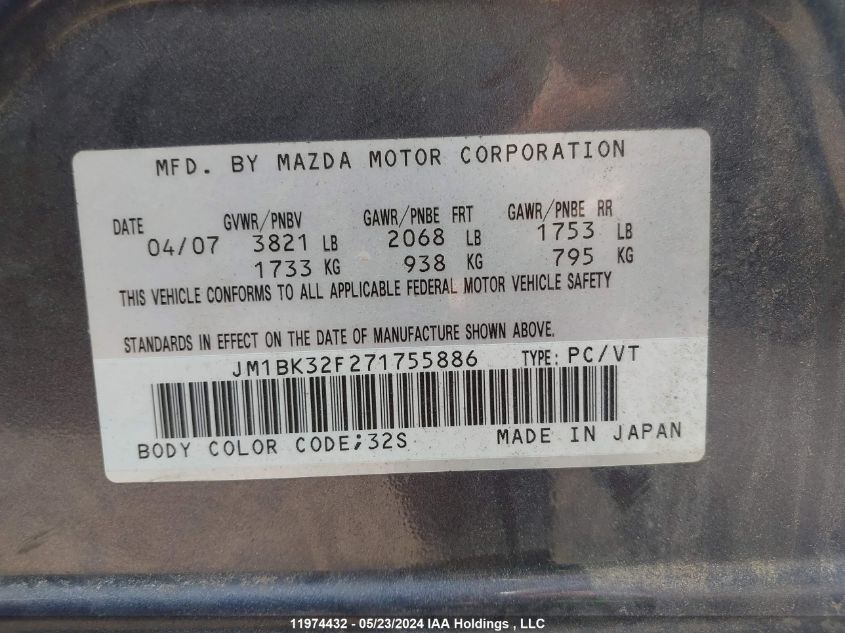 MFD. BY MAZDA MOTOR CORPORATION
DATE GVWR/PNBV GAWR/PNBE FRT GAWR/PNBE RR
04/07 3821 LB 2068 LB 1753 LB
1733 KG 938 KG 795 KG
THIS VEHICLE CONFORMS TO ALL APPLICABLE FEDERAL MOTOR VEHICLE SAFETY
STANDARDS IN EFFECT ON THE DATE OF MANUFACTURE SHOWN ABOVE.
JM1BK32F271755886 TYPE: PC/VT
BODY COLOR CODE;32S MADE IN JAPAN
11974432 - 05/23/2024 IAA Holdings , LLC